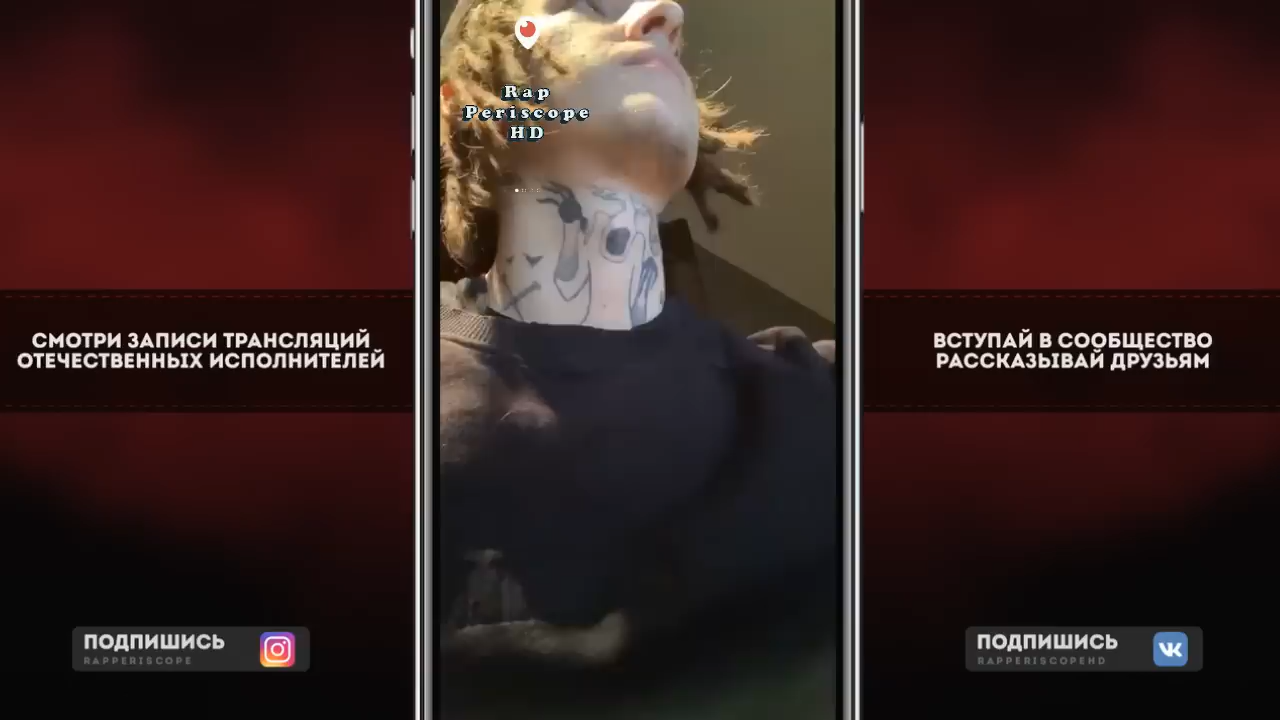 Rap
Periscope
HD
СМОТРИ ЗАПИСИ ТРАНСЛЯЦИЙ
ОТЕЧЕСТВЕННЫХ ИСПОЛНИТЕЛЕЙ
ВСТУПАЙ В СООБЩЕСТВО
РАССКАЗЫВАЙ ДРУЗЬЯМ
ПОДПИШИСЬ
RAPPERISCOPE
ПОДПИШИСЬ
RAPPERISCOPEHD